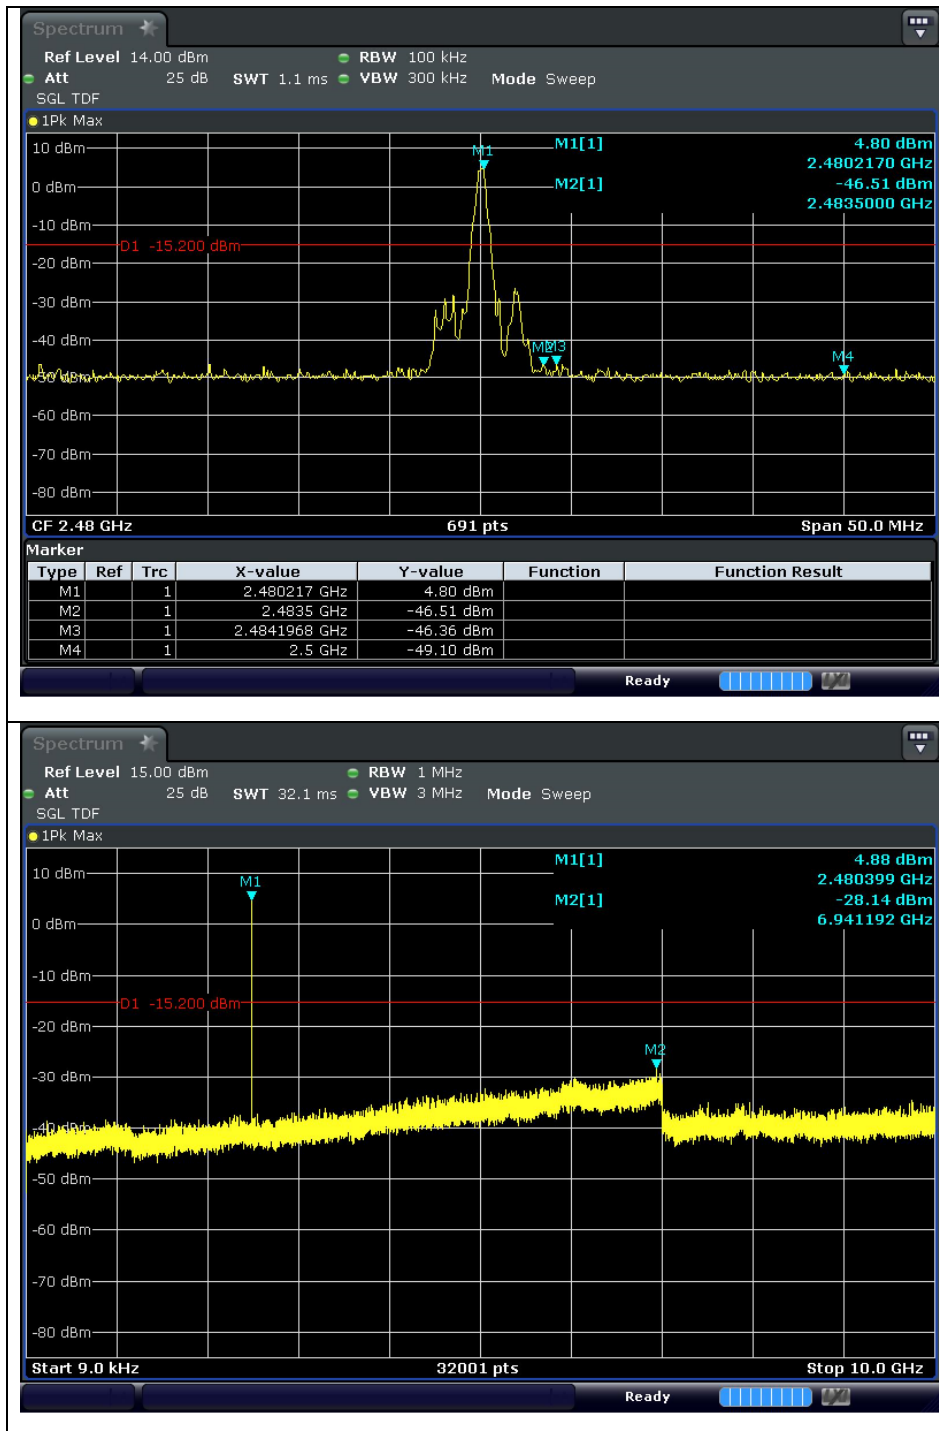 Spectrum
Ref Level 14.00 dBm RBW 100 kHz
Att 25 dB SWT 1.1 ms VBW 300 kHz Mode Sweep
SGL TDF
1Pk Max
M1[1] 4.80 dBm
2.4802170 GHz
M2[1] -46.51 dBm
2.4835000 GHz
10 dBm
M1
0 dBm
-10 dBm
D1 -15.200 dBm
-20 dBm
-30 dBm
-40 dBm
M2 M3 M4
-50 dBm
-60 dBm
-70 dBm
-80 dBm
CF 2.48 GHz 691 pts Span 50.0 MHz
Marker
Type Ref Trc X-value Y-value Function Function Result
M1 1 2.480217 GHz 4.80 dBm
M2 1 2.4835 GHz -46.51 dBm
M3 1 2.4841968 GHz -46.36 dBm
M4 1 2.5 GHz -49.10 dBm
Ready
Spectrum
Ref Level 15.00 dBm RBW 1 MHz
Att 25 dB SWT 32.1 ms VBW 3 MHz Mode Sweep
SGL TDF
1Pk Max
M1[1] 4.88 dBm
2.480399 GHz
M2[1] -28.14 dBm
6.941192 GHz
10 dBm
M1
0 dBm
-10 dBm
D1 -15.200 dBm
-20 dBm
M2
-30 dBm
-40 dBm
-50 dBm
-60 dBm
-70 dBm
-80 dBm
Start 9.0 kHz 32001 pts Stop 10.0 GHz
Ready